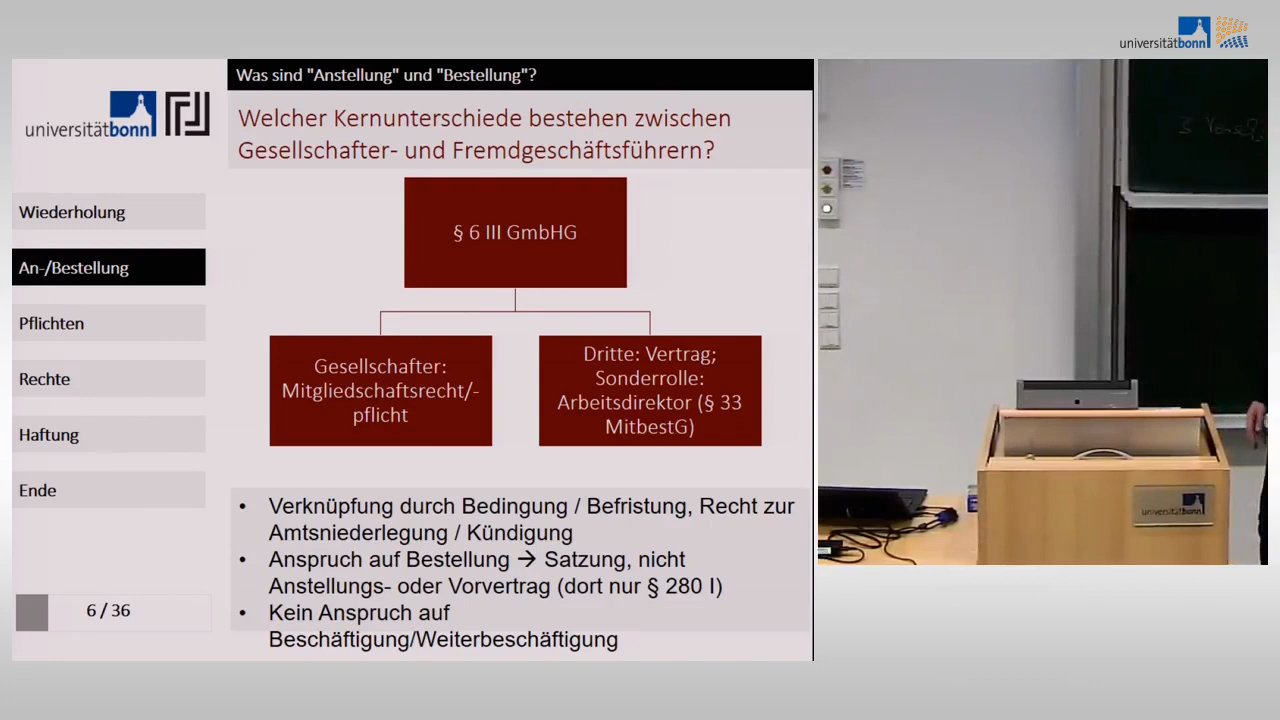 universitätbonn
Was sind "Anstellung" und "Bestellung"?
universitätbonn
Welcher Kernunterschiede bestehen zwischen
Gesellschafter- und Fremdgeschäftsführern?
Wiederholung
An-/Bestellung
Pflichten
Rechte
Haftung
Ende
6 / 36
§ 6 III GmbHG
Gesellschafter:
Mitgliedschaftsrecht/-
pflicht
Dritte: Vertrag;
Sonderrolle:
Arbeitsdirektor (§ 33
MitbestG)
• Verknüpfung durch Bedingung / Befristung, Recht zur
Amtsniederlegung / Kündigung
• Anspruch auf Bestellung → Satzung, nicht
Anstellungs- oder Vorvertrag (dort nur § 280 I)
• Kein Anspruch auf
Beschäftigung/Weiterbeschäftigung
universitätbonn